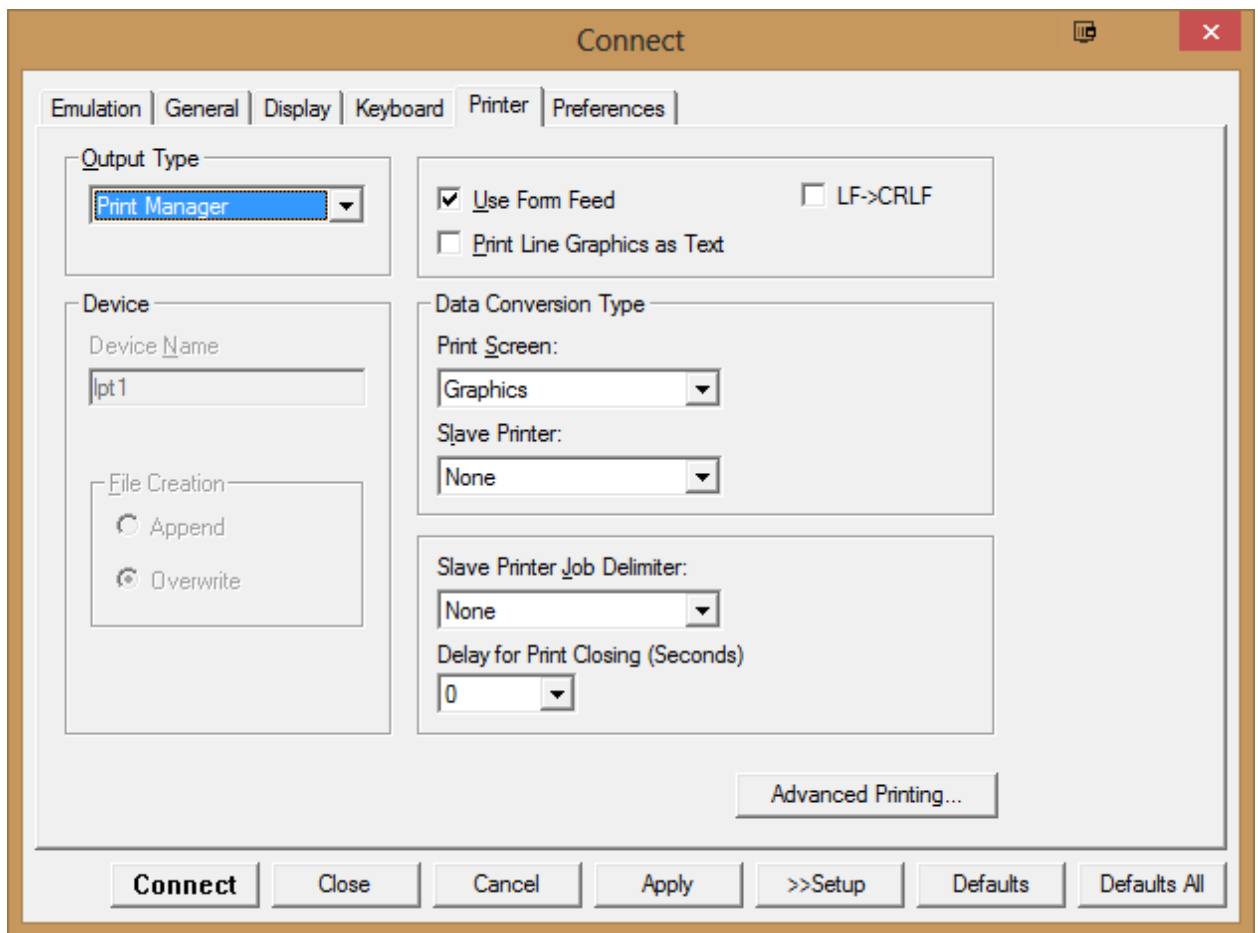 Connect
Emulation General Display Keyboard Printer Preferences
Output Type
Print Manager
Use Form Feed
LF->CRLF
Print Line Graphics as Text
Device
Device Name
lpt1
File Creation
Append
Overwrite
Data Conversion Type
Print Screen:
Graphics
Slave Printer:
None
Slave Printer Job Delimiter:
None
Delay for Print Closing (Seconds)
0
Advanced Printing...
Connect Close Cancel Apply >>Setup Defaults Defaults All